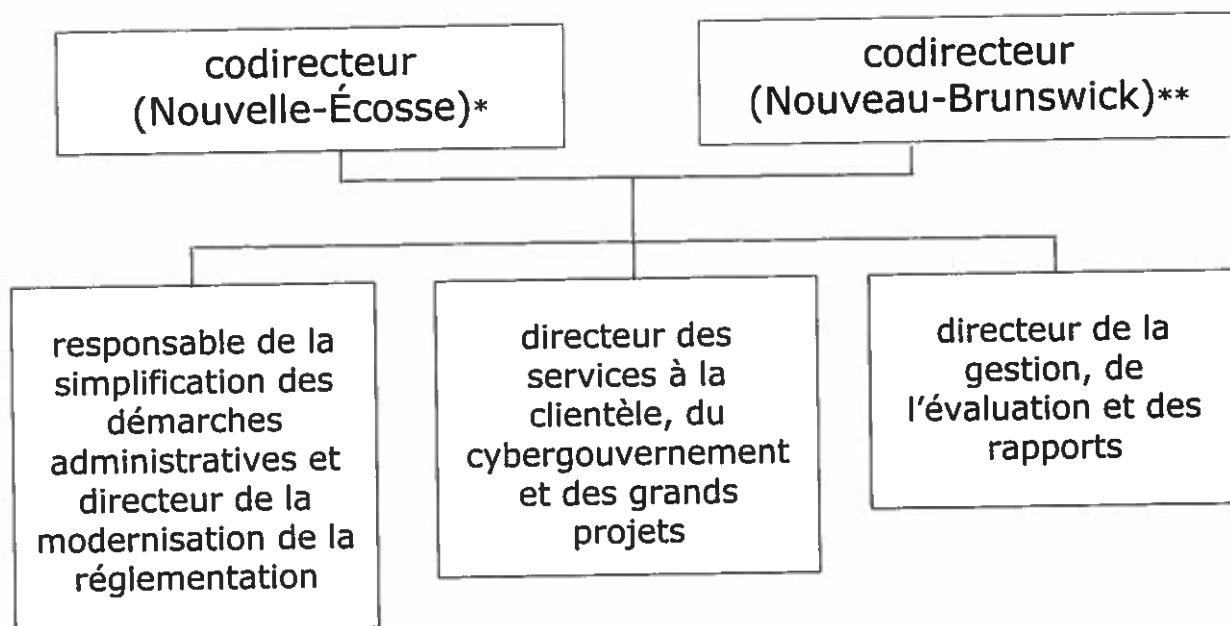 codirecteur
(Nouvelle-Écosse)*
codirecteur
(Nouveau-Brunswick)**
responsable de la
simplification des
démarches
administratives et
directeur de la
modernisation de la
réglementation
directeur des
services à la
clientèle, du
cybergouvernement
et des grands
projets
directeur de la
gestion, de
l'évaluation et des
rapports